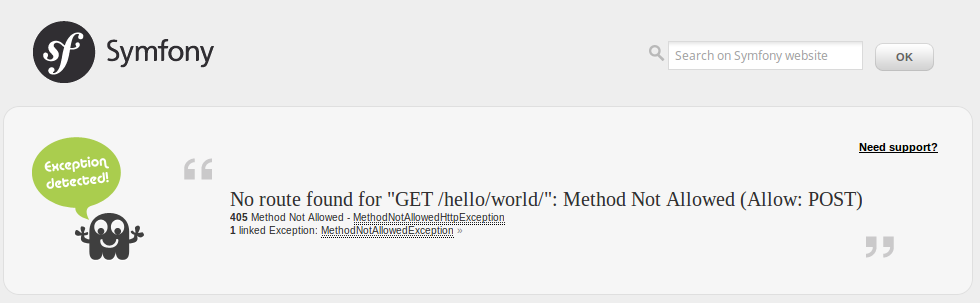 sf Symfony
Search on Symfony website
OK
Need support?
Exception
detected!
“
No route found for "GET /hello/world/": Method Not Allowed (Allow: POST)
405 Method Not Allowed - MethodNotAllowedHttpException
1 linked Exception: MethodNotAllowedException »
”